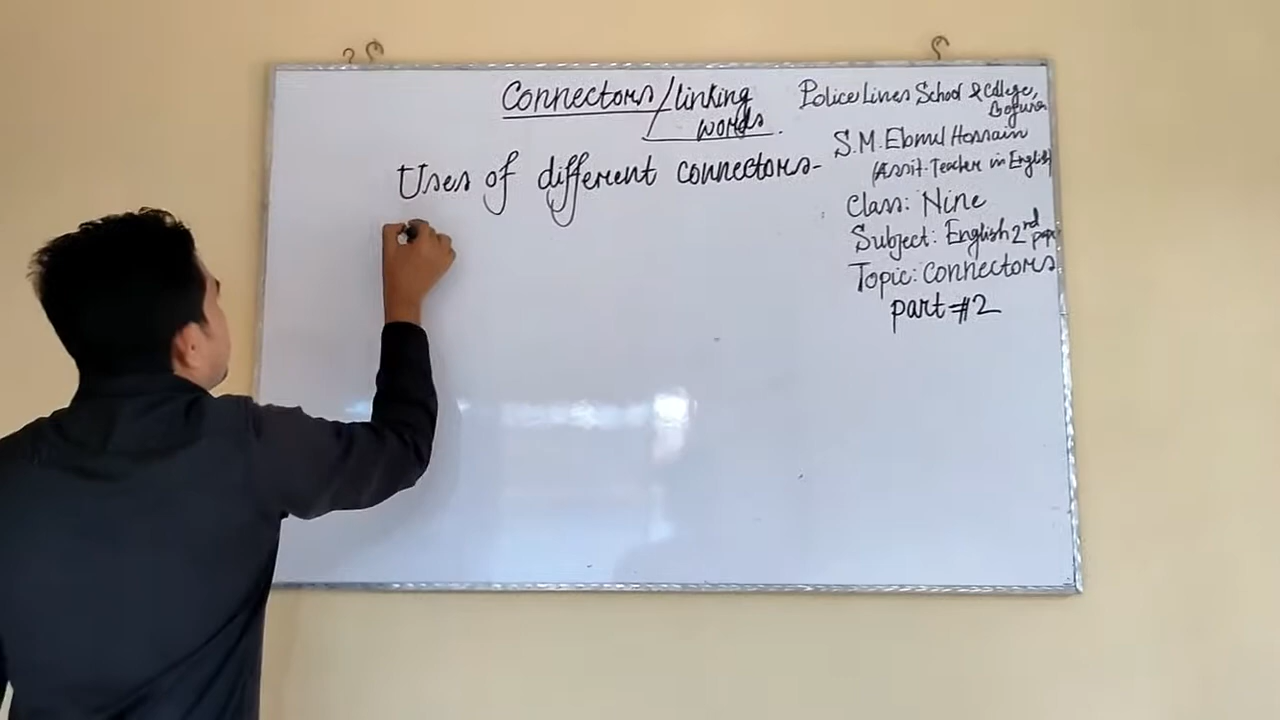 Connectors/linking
words.
Uses of different connectors-
Police Lines School & College,
Bogura
S.M. Ebnul Hossain
(Assit. Teacher in English)
Class: Nine
Subject: English 2nd paper
Topic: Connectors
part #2